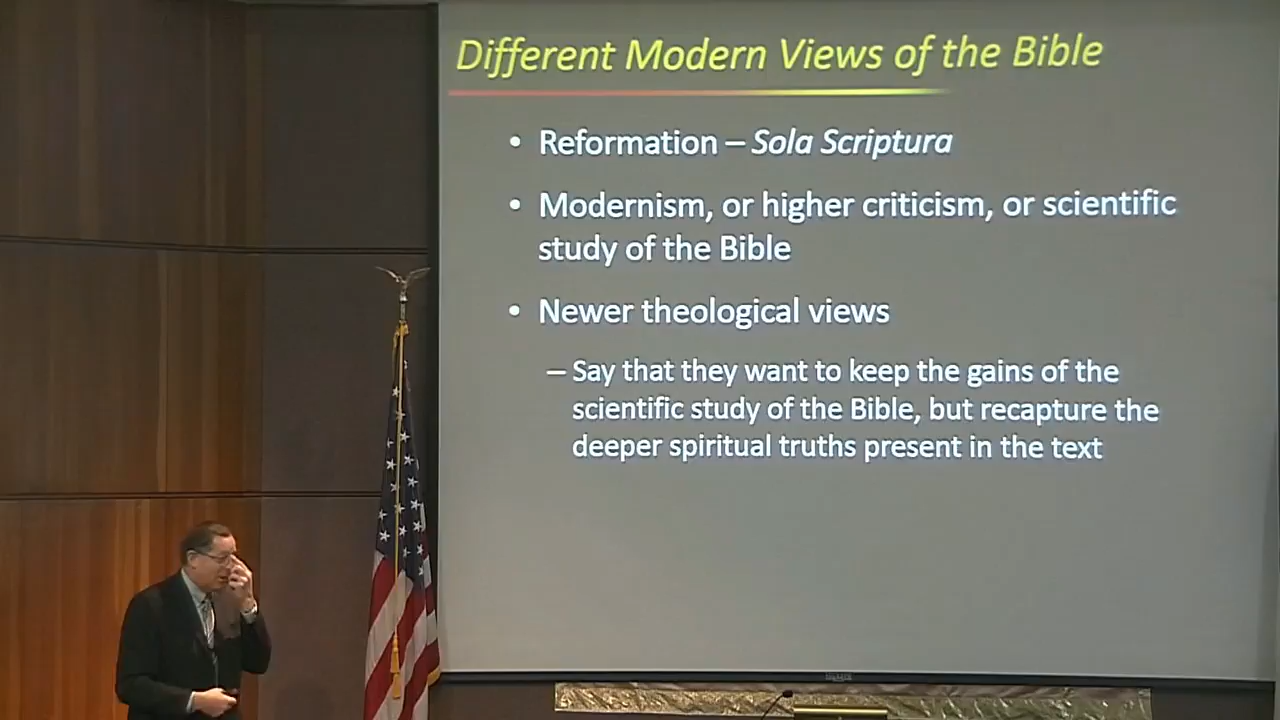 Different Modern Views of the Bible
• Reformation – Sola Scriptura
• Modernism, or higher criticism, or scientific
study of the Bible
• Newer theological views
– Say that they want to keep the gains of the
scientific study of the Bible, but recapture the
deeper spiritual truths present in the text